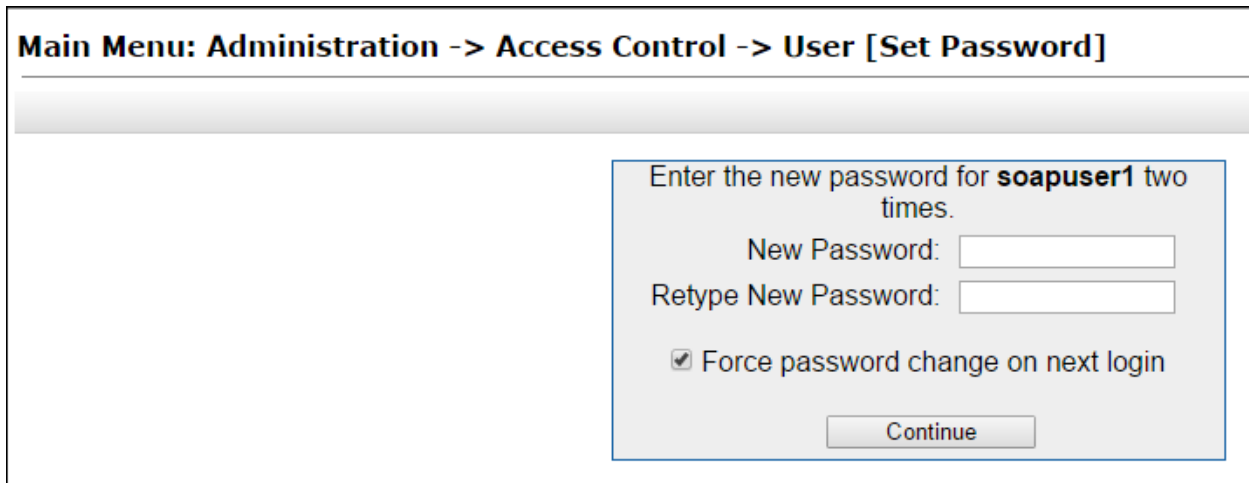 Main Menu: Administration -> Access Control -> User [Set Password]
Enter the new password for soapuser1 two
times.
New Password:
Retype New Password:
Force password change on next login
Continue